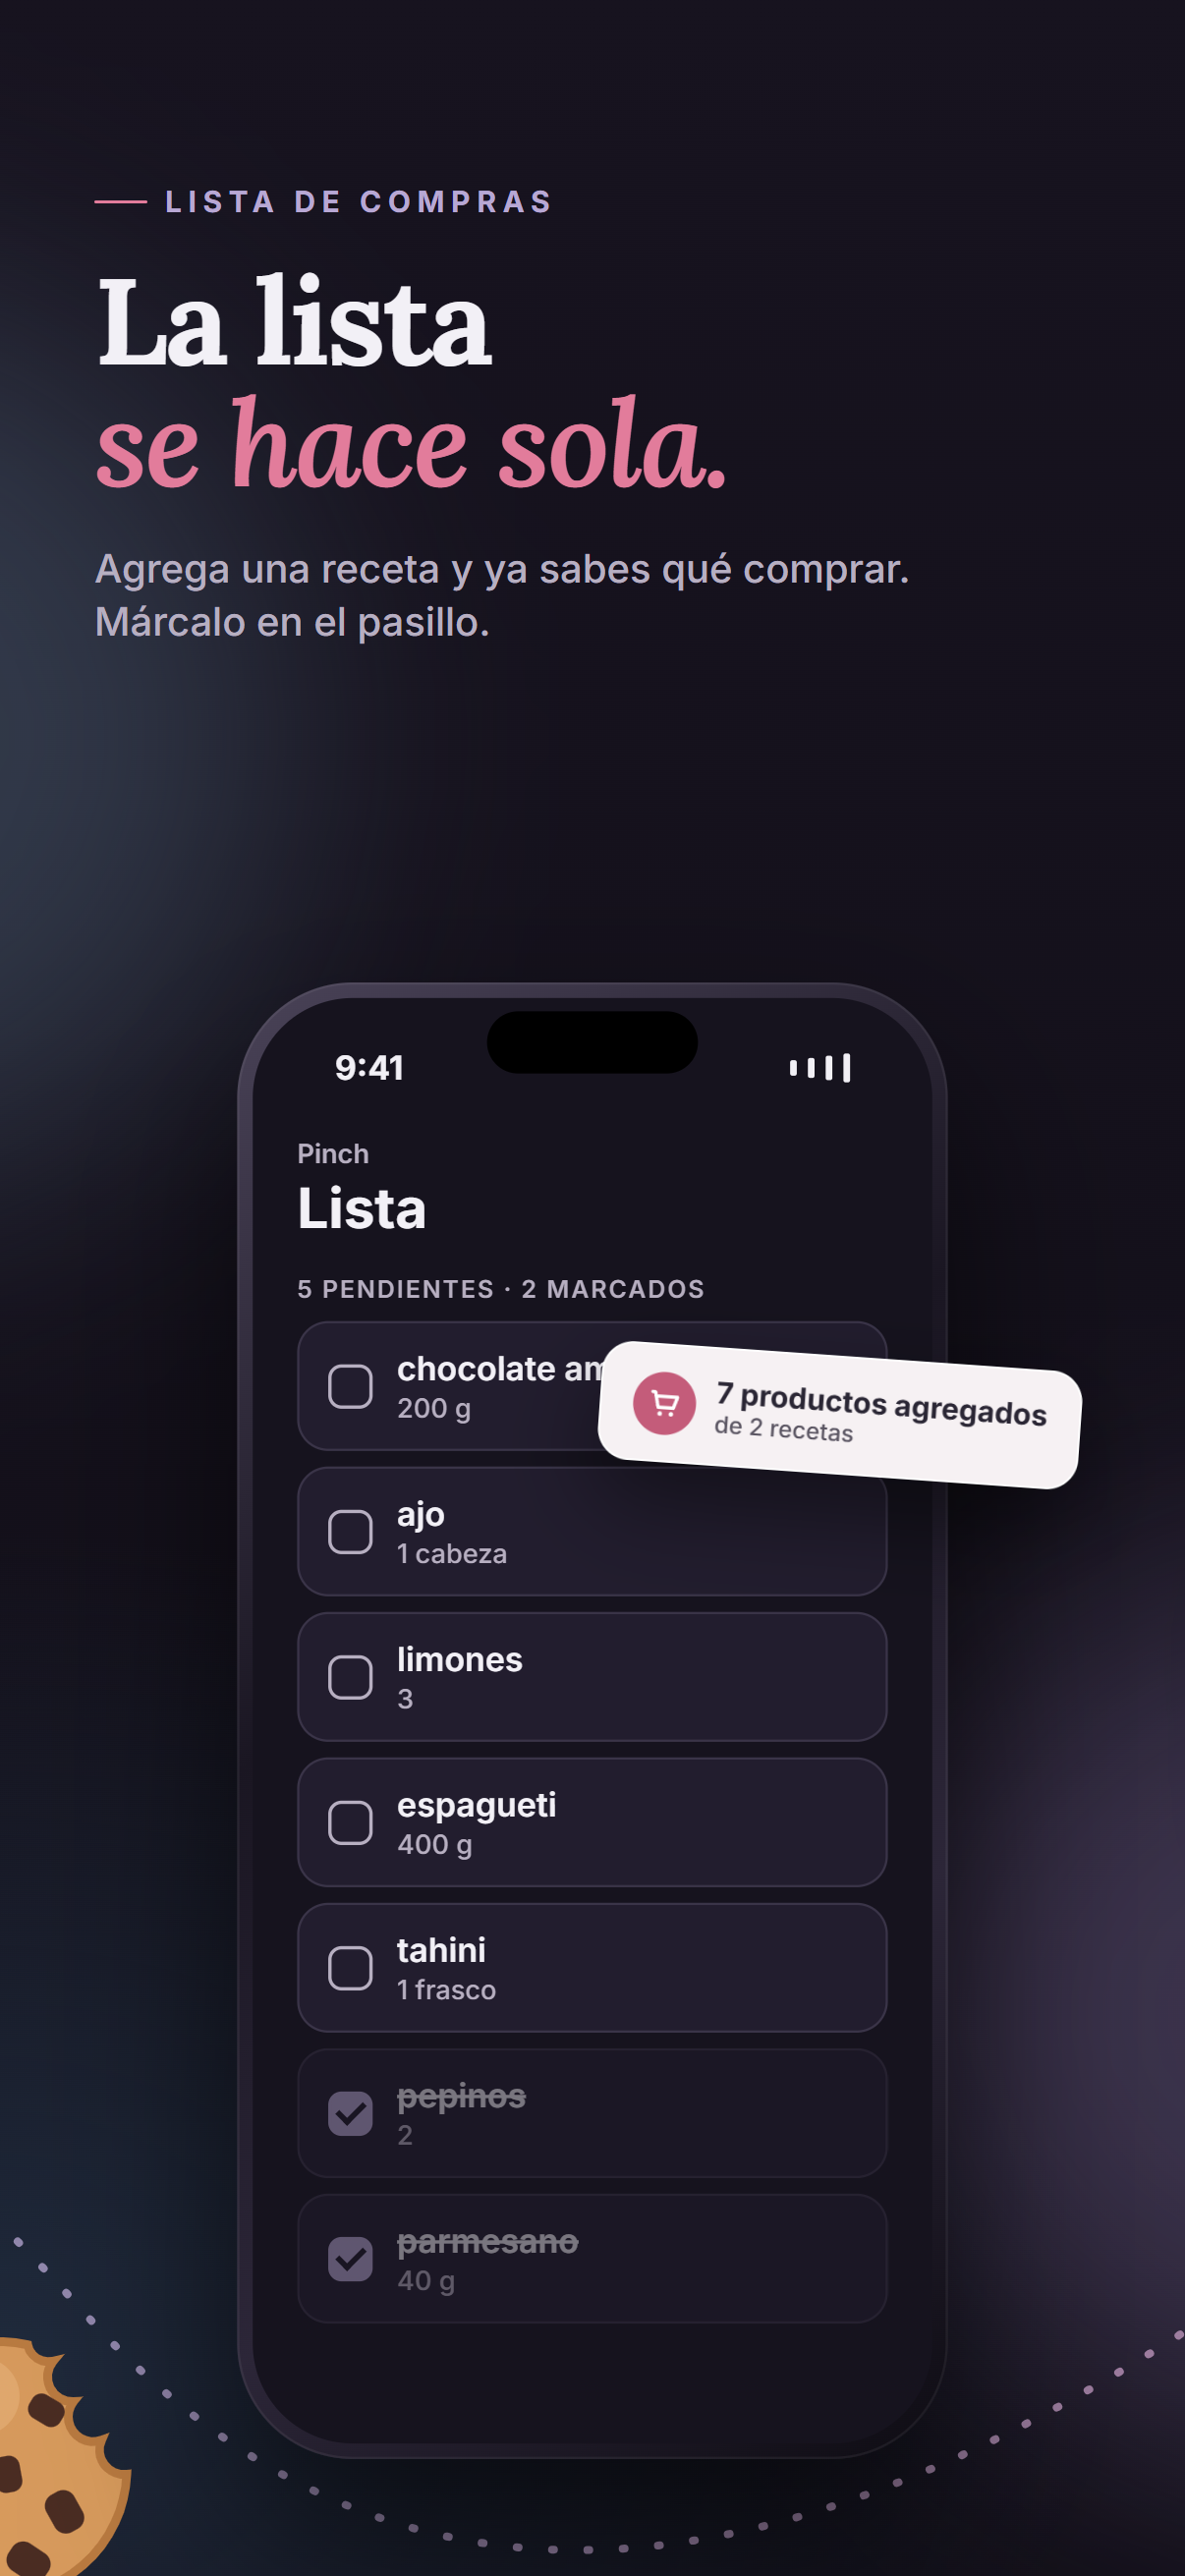 LISTA DE COMPRAS
La lista
se hace sola.
Agrega una receta y ya sabes qué comprar.
Márcalo en el pasillo.
9:41
Pinch
Lista
5 PENDIENTES · 2 MARCADOS
chocolate
200 g
7 productos agregados
de 2 recetas
ajo
1 cabeza
limones
3
espagueti
400 g
tahini
1 frasco
pepinos
2
parmesano
40 g